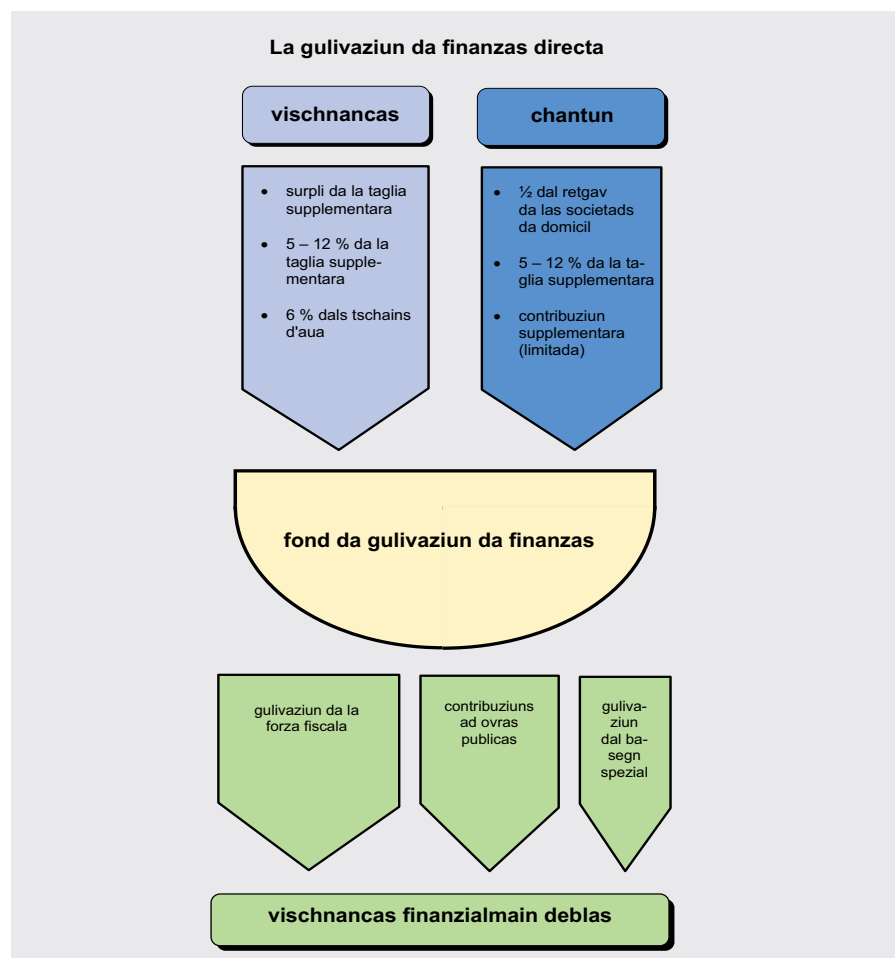 La gulivaziun da finanzas directa
vischnancas
chantun
• surpli da la taglia
supplementara
• 5 – 12 % da la
taglia supple-
mentara
• 6 % dals tschains
d'aua
• ½ dal retgav
da las societads
da domicil
• 5 – 12 % da la ta-
glia supplementara
• contribuziun
supplementara
(limitada)
fond da gulivaziun da finanzas
gulivaziun da la
forza fiscala
contribuziuns
ad ovras
publicas
guliva-
ziun
dal ba-
segn
spezial
vischnancas finanzialmain deblas